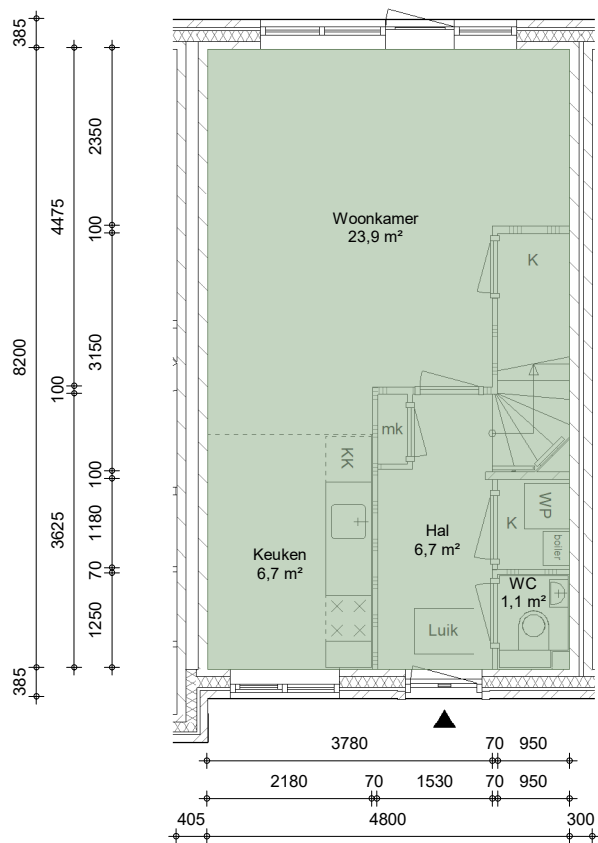 385
2350
4475
100
Woonkamer
23,9 m²
K
8200
3150
100
mk
KK
100
3625
1180
WP
K
Hal
6,7 m²
boiler
Keuken
6,7 m²
70
WC
1,1 m²
1250
Luik
385
3780
70
950
2180
70
1530
70
950
405
4800
300